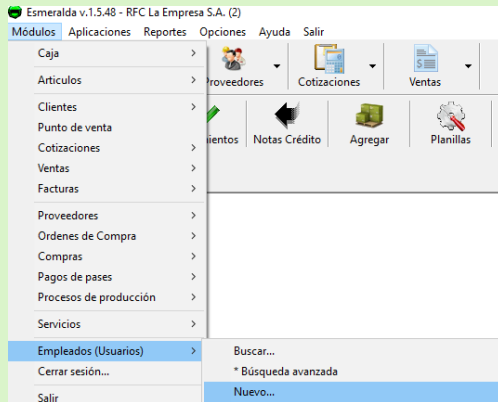 Esmeralda v.1.5.48 - RFC La Empresa S.A. (2)
Módulos Aplicaciones Reportes Opciones Ayuda Salir
Caja
Articulos
Clientes
Punto de venta
Cotizaciones
Ventas
Facturas
Proveedores
Ordenes de Compra
Compras
Pagos de pases
Procesos de producción
Servicios
Empleados (Usuarios)
Cerrar sesión...
Salir
Cotizaciones Ventas
Notas Crédito Agregar Planillas
Buscar...
* Búsqueda avanzada
Nuevo...